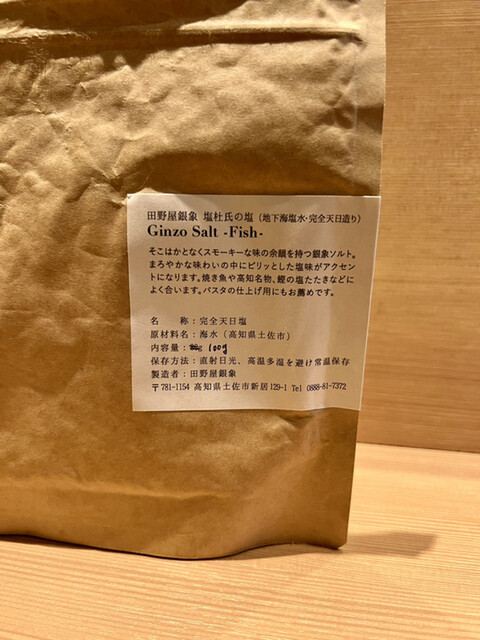 田野屋銀象 塩杜氏の塩（地下海塩水・完全天日造り）
Ginzo Salt -Fish-
そこはかとなくスモーキーな味の余韻を持つ銀象ソルト。
まろやかな味わいの中にピリッとした塩味がアクセン
トになります。焼き魚や高知名物、鰹の塩たたきなどに
よく合います。パスタの仕上げ用にもお薦めです。
名 称：完全天日塩
原材料名：海水（高知県土佐市）
内容量： 100g
保存方法：直射日光、高温多湿を避け常温保存
製造者：田野屋銀象
〒781-1154 高知県土佐市新居129-1 Tel 0888-81-7372